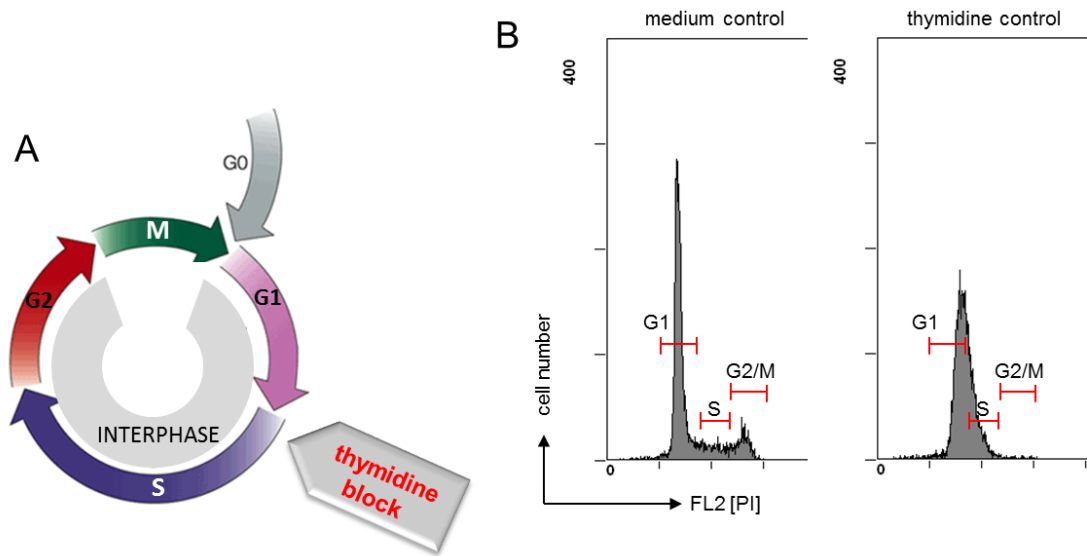 A
G0
M
G2
G1
INTERPHASE
S
thymidine
block
B
medium control
thymidine control
400
400
G1
G2/M
S
G1
G2/M
S
cell number
0
0
FL2 [PI]